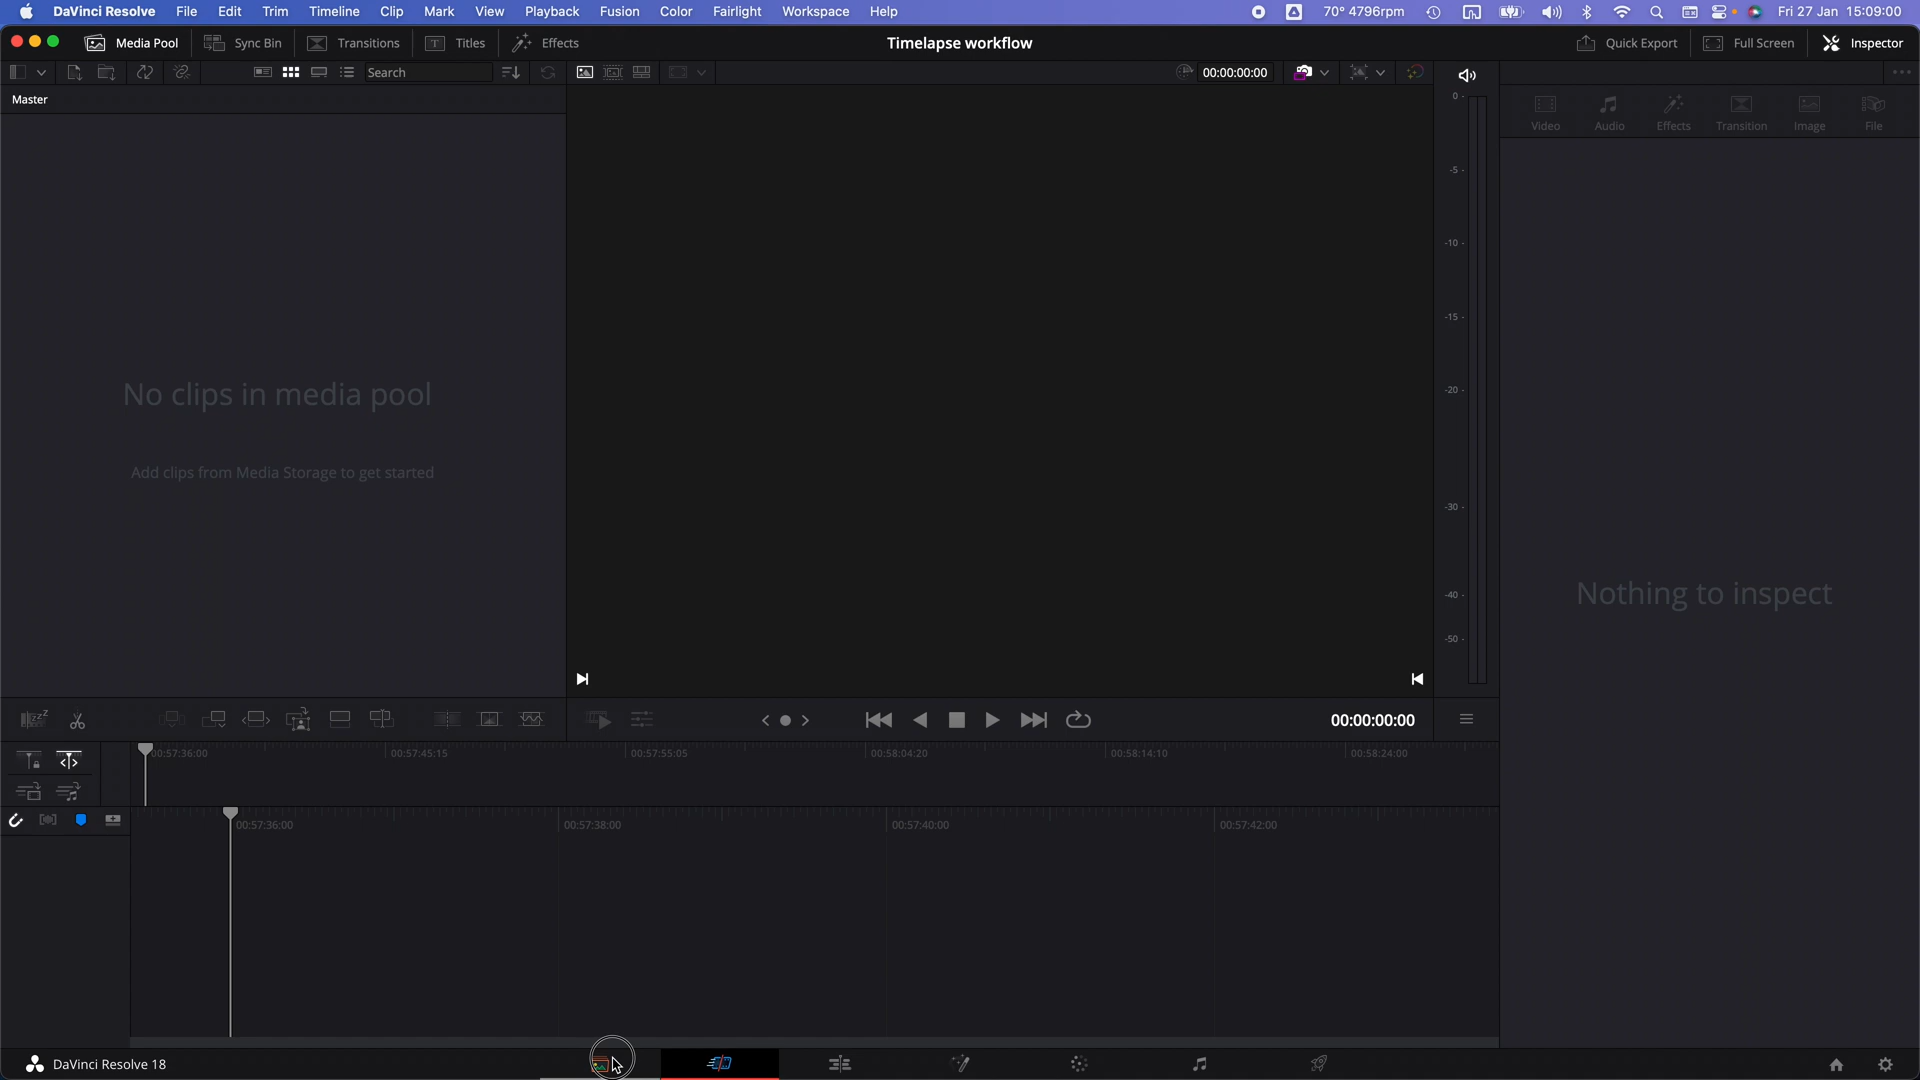 DaVinci Resolve File Edit Trim Timeline Clip Mark View Playback Fusion Color Fairlight Workspace Help 70° 4796rpm Fri 27 Jan 15:09:00
Media Pool Sync Bin Transitions Titles Effects Timelapse workflow Quick Export Full Screen Inspector
Search 00:00:00:00
Master
0 -
-5 -
-10 -
-15 -
-20 -
-30 -
-40 -
-50 -
Video Audio Effects Transition Image File
No clips in media pool
Add clips from Media Storage to get started
Nothing to inspect
00:00:00:00
00:57:36:00 00:57:45:15 00:57:55:05 00:58:04:20 00:58:14:10 00:58:24:00
00:57:36:00 00:57:38:00 00:57:40:00 00:57:42:00
DaVinci Resolve 18